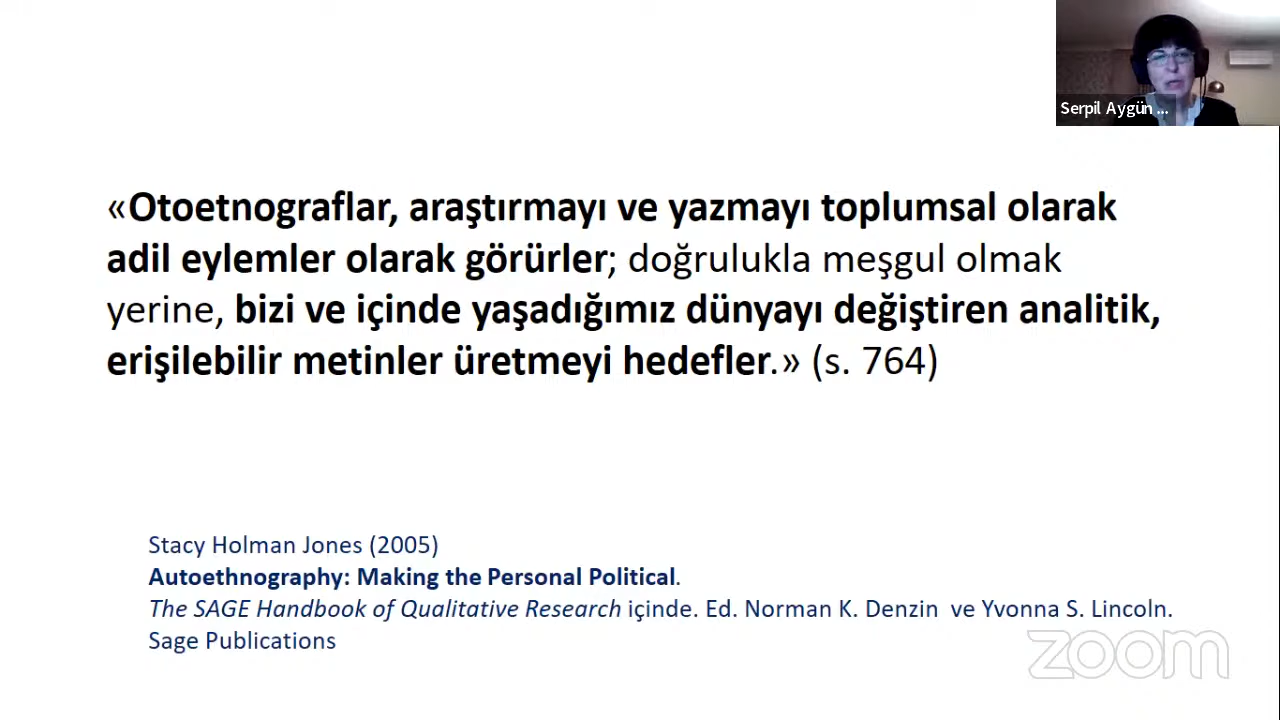 Serpil Aygün ...
«Otoetnograflar, araştırmayı ve yazmayı toplumsal olarak
adil eylemler olarak görürler; doğrulukla meşgul olmak
yerine, bizi ve içinde yaşadığımız dünyayı değiştiren analitik,
erişilebilir metinler üretmeyi hedefler.» (s. 764)
Stacy Holman Jones (2005)
Autoethnography: Making the Personal Political.
The SAGE Handbook of Qualitative Research içinde. Ed. Norman K. Denzin ve Yvonna S. Lincoln.
Sage Publications
zoom